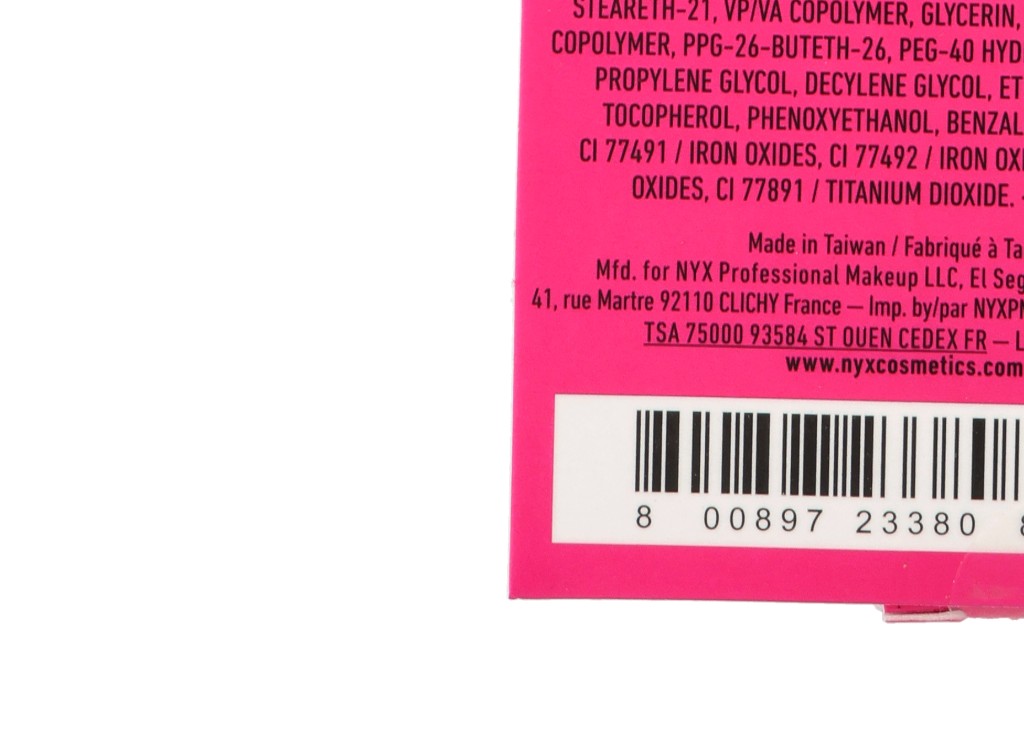 STEARETH-21, VP/VA COPOLYMER, GLYCERIN,
COPOLYMER, PPG-26-BUTETH-26, PEG-40 HYD
PROPYLENE GLYCOL, DECYLENE GLYCOL, ET
TOCOPHEROL, PHENOXYETHANOL, BENZAL
CI 77491 / IRON OXIDES, CI 77492 / IRON OXI
OXIDES, CI 77891 / TITANIUM DIOXIDE. -
Made in Taiwan / Fabriqué à Ta
Mfd. for NYX Professional Makeup LLC, El Seg
41, rue Martre 92110 CLICHY France — Imp. by/par NYXPM
TSA 75000 93584 ST OUEN CEDEX FR — L
www.nyxcosmetics.com
8 00897 23380 8